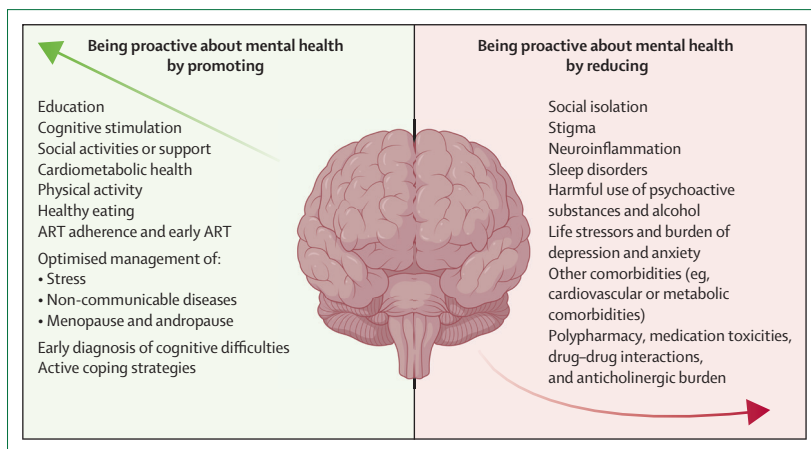 Being proactive about mental health
by promoting
Education
Cognitive stimulation
Social activities or support
Cardiometabolic health
Physical activity
Healthy eating
ART adherence and early ART
Optimised management of:
• Stress
• Non-communicable diseases
• Menopause and andropause
Early diagnosis of cognitive difficulties
Active coping strategies
Being proactive about mental health
by reducing
Social isolation
Stigma
Neuroinflammation
Sleep disorders
Harmful use of psychoactive
substances and alcohol
Life stressors and burden of
depression and anxiety
Other comorbidities (eg,
cardiovascular or metabolic
comorbidities)
Polypharmacy, medication toxicities,
drug–drug interactions,
and anticholinergic burden